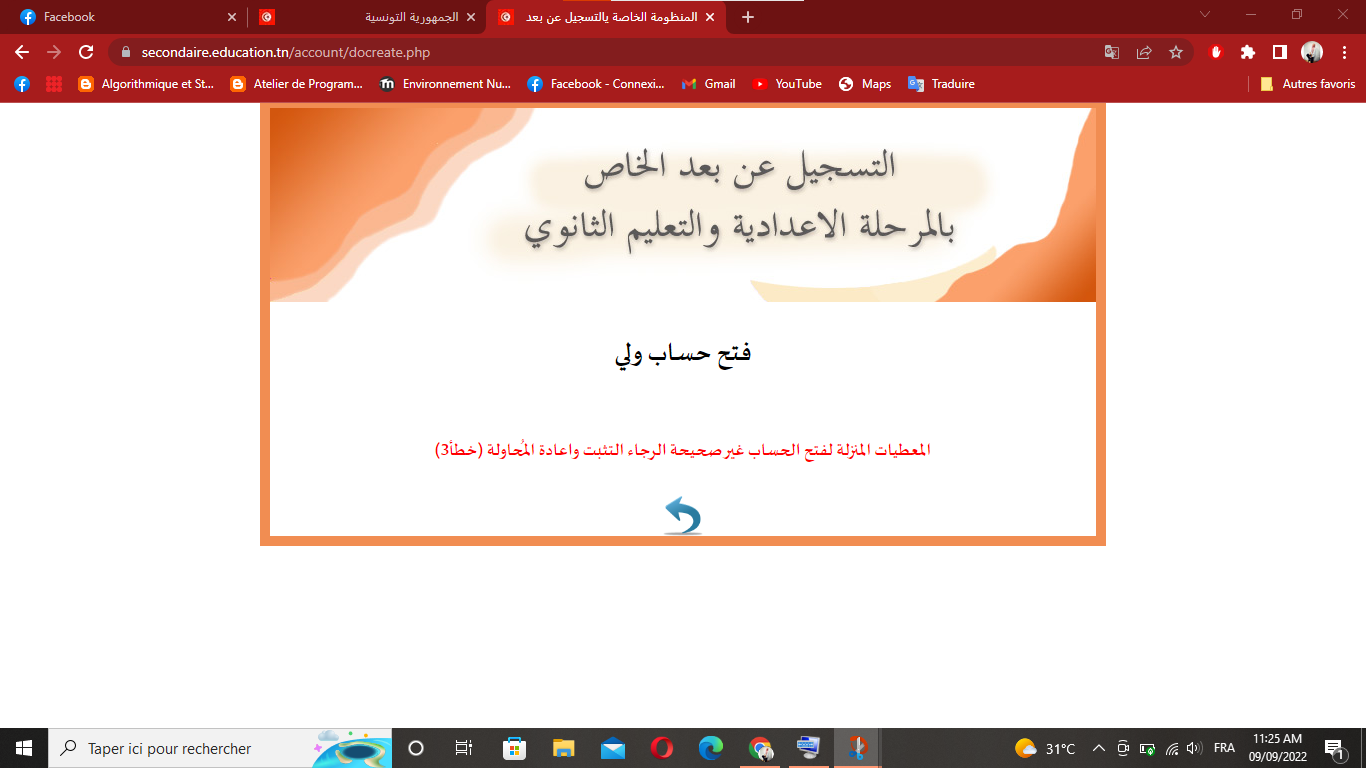 Facebook
الجمهورية التونسية
المنظومة الخاصة يالتسجيل عن بعد
secondaire.education.tn/account/docreate.php
Algorithmique et St...
Atelier de Program...
Environnement Nu...
Facebook - Connexi...
Gmail
YouTube
Maps
Traduire
Autres favoris
التسجيل عن بعد الخاص
بالمرحلة الاعدادية والتعليم الثانوي
فتح حساب ولي
المعطيات المنزلة لفتح الحساب غير صحيحة الرجاء التثبت واعادة المُحاولة (خطأ3)
Taper ici pour rechercher
31°C
FRA
11:25 AM
09/09/2022
1